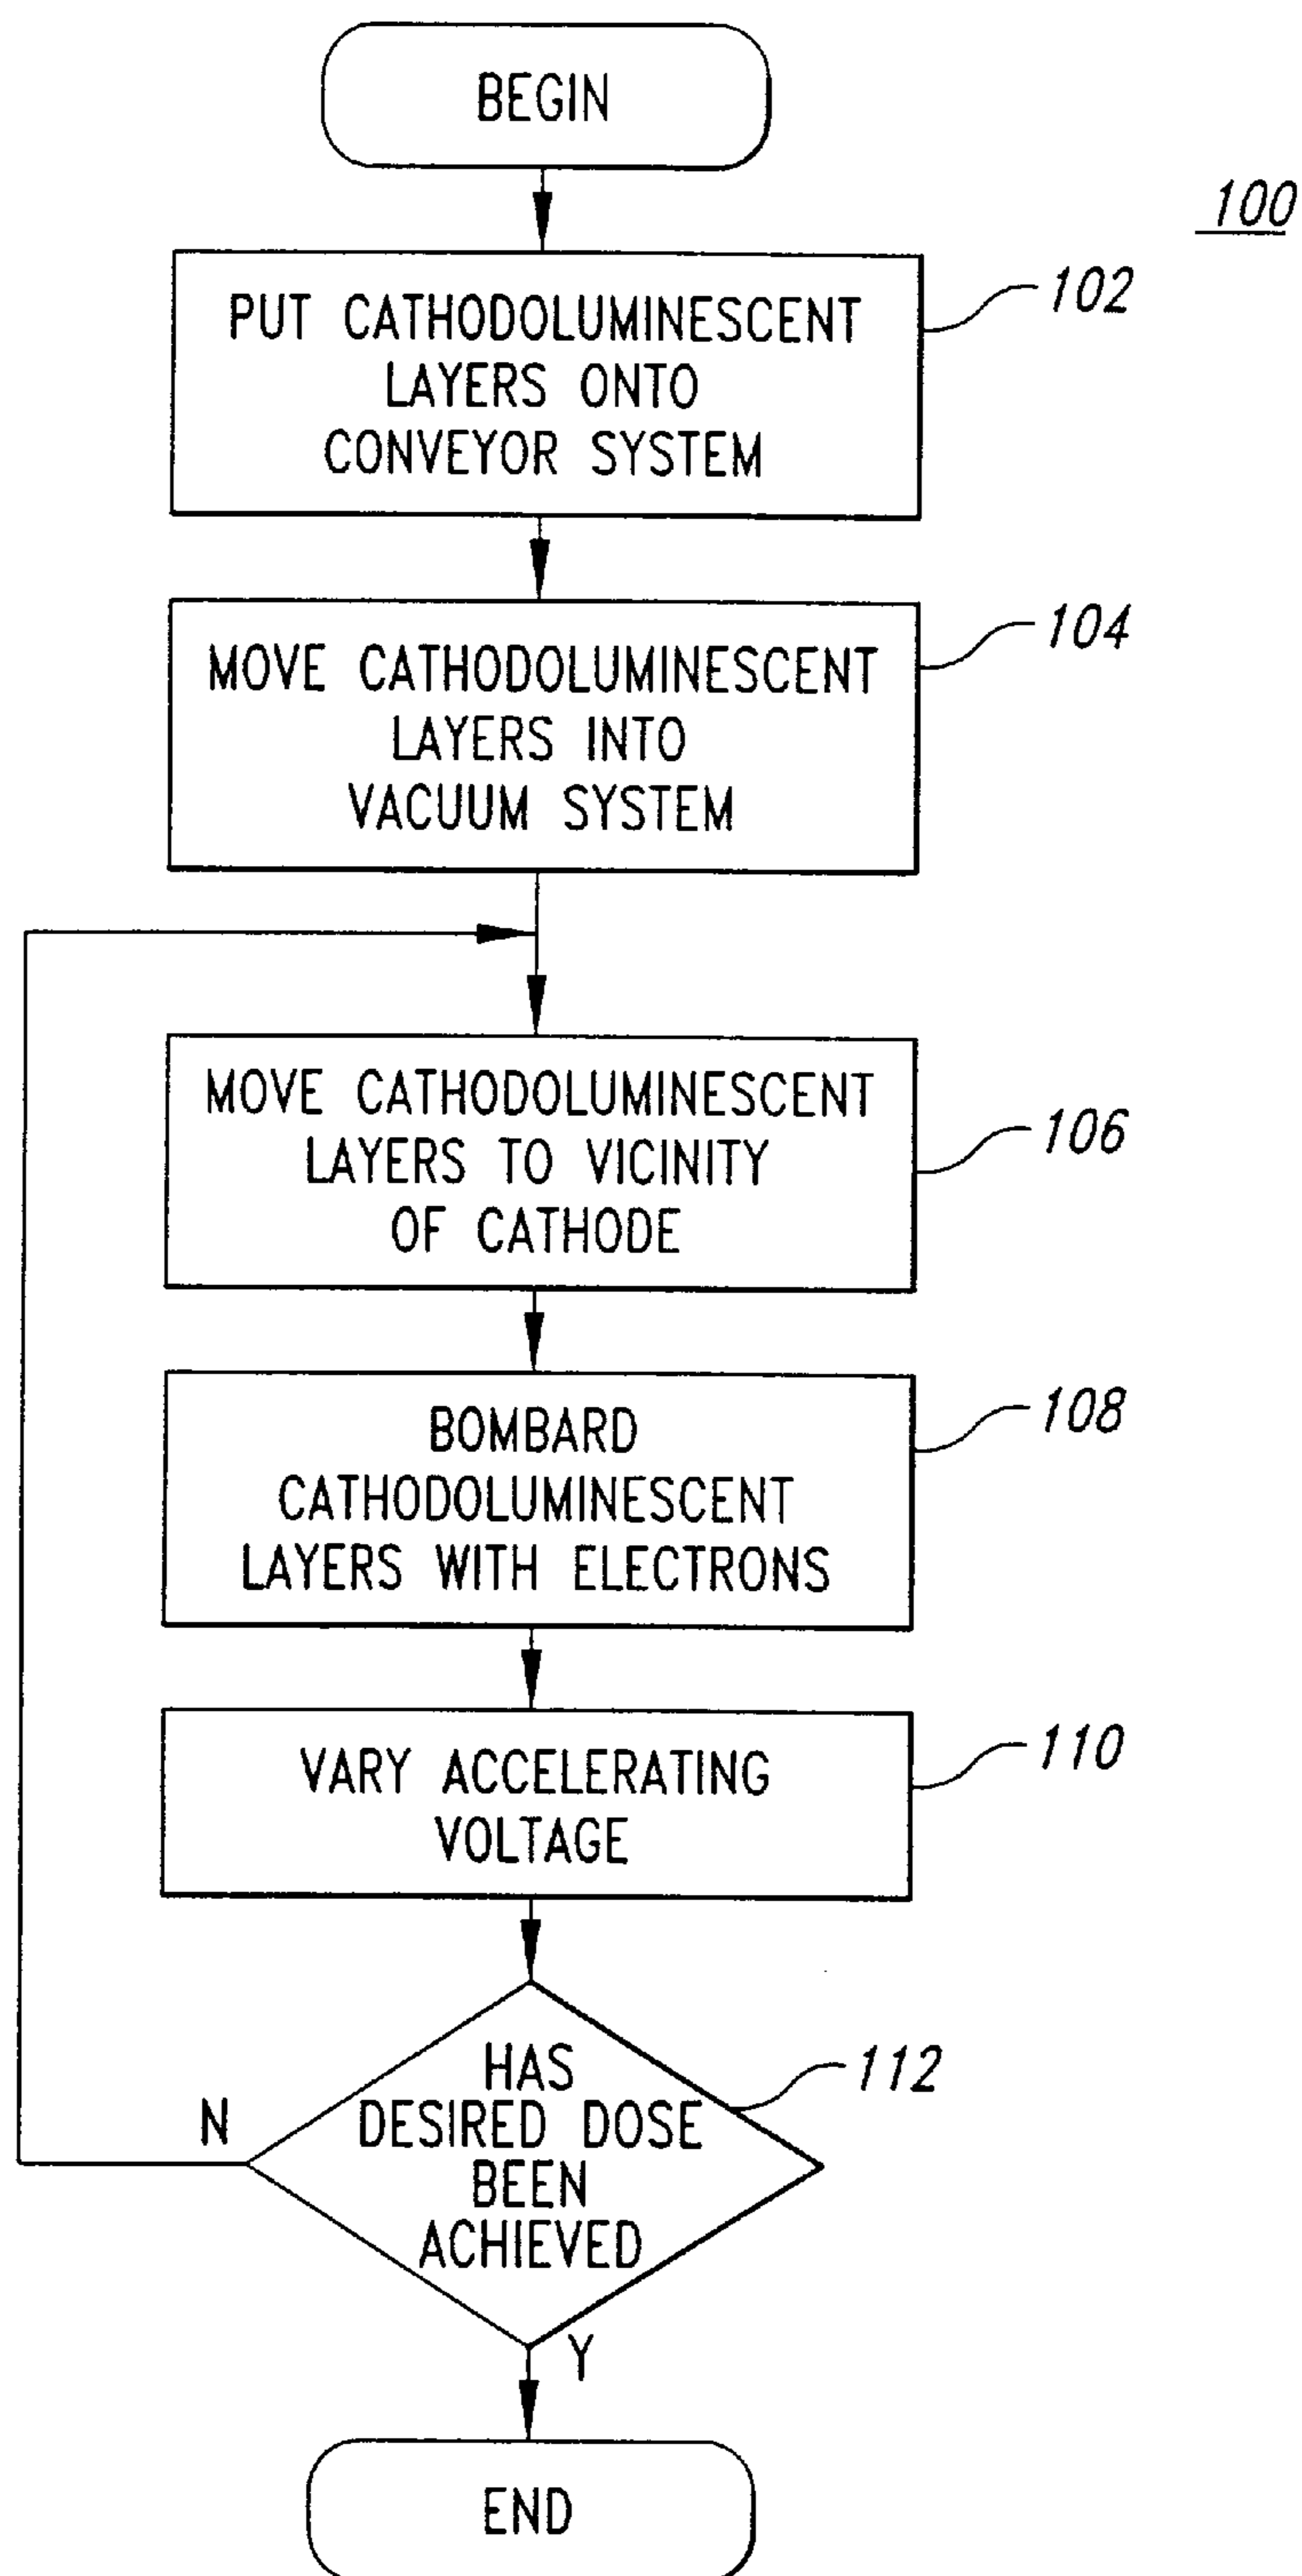 BEGIN
100
PUT CATHODOLUMINESCENT
LAYERS ONTO
CONVEYOR SYSTEM
102
MOVE CATHODOLUMINESCENT
LAYERS INTO
VACUUM SYSTEM
104
MOVE CATHODOLUMINESCENT
LAYERS TO VICINITY
OF CATHODE
106
BOMBARD
CATHODOLUMINESCENT
LAYERS WITH ELECTRONS
108
VARY ACCELERATING
VOLTAGE
110
HAS
DESIRED DOSE
BEEN
ACHIEVED
112
N
Y
END